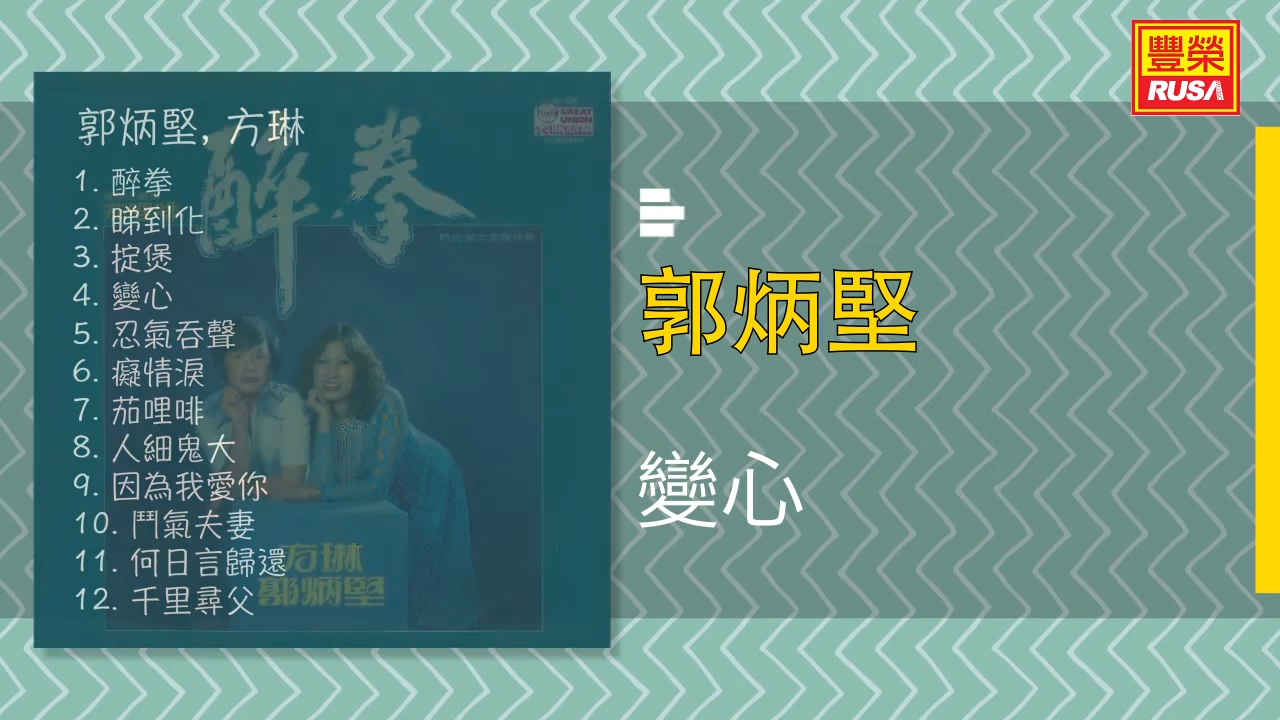 郭炳堅, 方琳
1. 醉拳
2. 睇到化
3. 掟煲
4. 變心
5. 忍氣吞聲
6. 癡情淚
7. 茄哩啡
8. 人細鬼大
9. 因為我愛你
10. 鬥氣夫妻
11. 何日言歸還
12. 千里尋父
醉拳
GREAT
UNION
方琳
郭炳堅
豐榮
RUSA
郭炳堅
變心